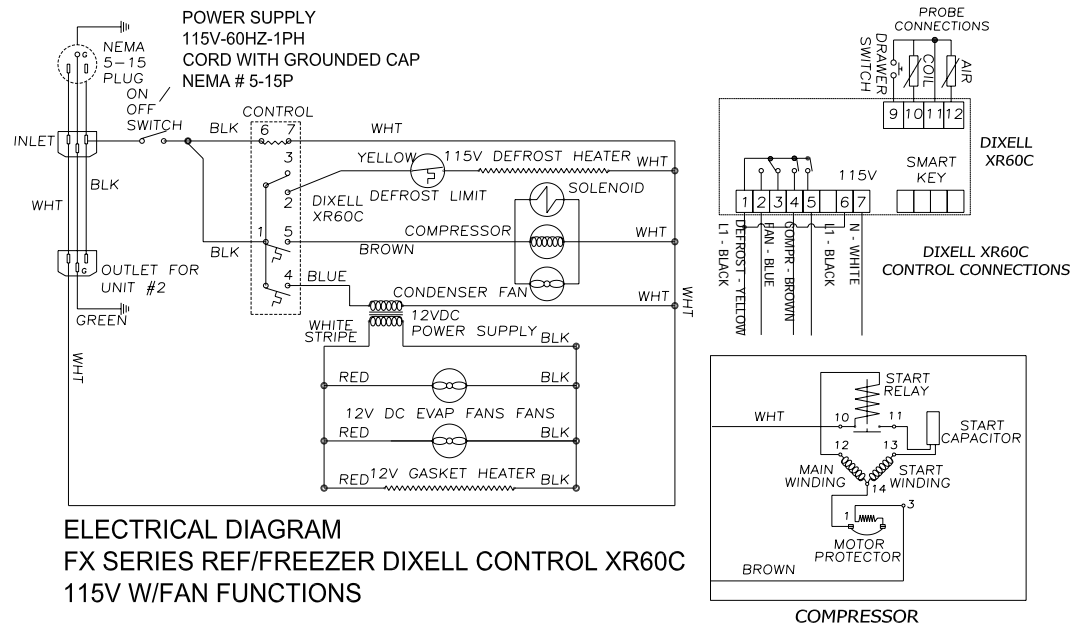 POWER SUPPLY
115V-60HZ-1PH
CORD WITH GROUNDED CAP
NEMA # 5-15P
G
NEMA
5-15
PLUG
ON
OFF
SWITCH
INLET
BLK
WHT
BLK
CONTROL
6 7
WHT
3
2
1
5
4
DIXELL
XR60C
YELLOW
DEFROST LIMIT
115V DEFROST HEATER
WHT
SOLENOID
COMPRESSOR
BROWN
WHT
BLK
BLUE
CONDENSER FAN
WHT
WHT
G
OUTLET FOR
UNIT #2
GREEN
WHT
12VDC
POWER SUPPLY
WHITE
STRIPE
BLK
RED
BLK
12V DC EVAP FANS FANS
RED
BLK
RED
12V GASKET HEATER
BLK
ELECTRICAL DIAGRAM
FX SERIES REF/FREEZER DIXELL CONTROL XR60C
115V W/FAN FUNCTIONS
PROBE
CONNECTIONS
DRAWER
SWITCH
COIL
AIR
9 10 11 12
DIXELL
XR60C
SMART
KEY
115V
1 2 3 4 5 6 7
L1 - BLACK
DEFROST - YELLOW
FAN - BLUE
COMPR - BROWN
L1 - BLACK
N - WHITE
DIXELL XR60C
CONTROL CONNECTIONS
START
RELAY
WHT
10
11
START
CAPACITOR
12
13
MAIN
WINDING
START
WINDING
14
3
1
MOTOR
PROTECTOR
BROWN
COMPRESSOR